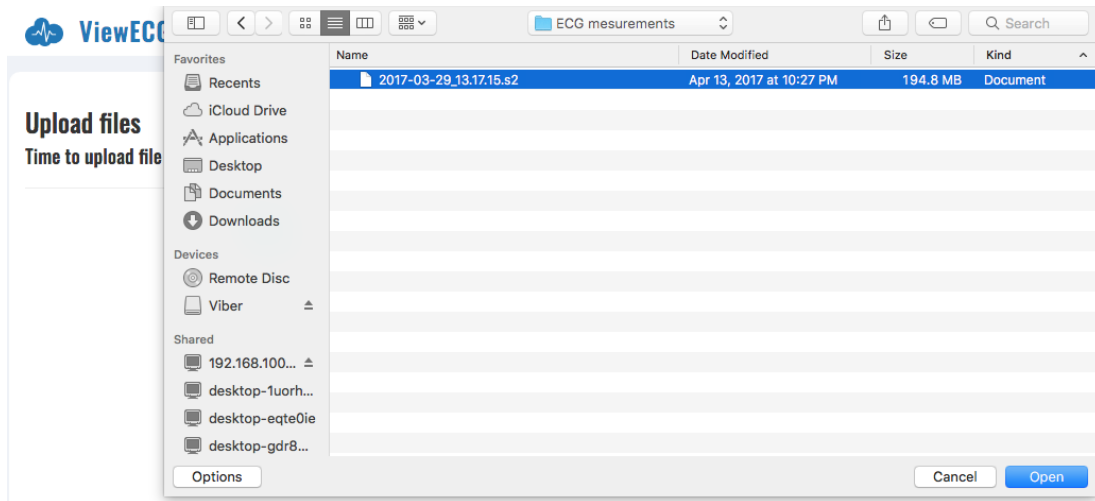 ViewECG
ECG mesurements
Search
Favorites
Name
Date Modified
Size
Kind
Recents
2017-03-29_13.17.15.s2
Apr 13, 2017 at 10:27 PM
194.8 MB
Document
iCloud Drive
Upload files
Applications
Time to upload file
Desktop
Documents
Downloads
Devices
Remote Disc
Viber
Shared
192.168.100...
desktop-1uorh...
desktop-eqte0ie
desktop-gdr8...
Options
Cancel
Open